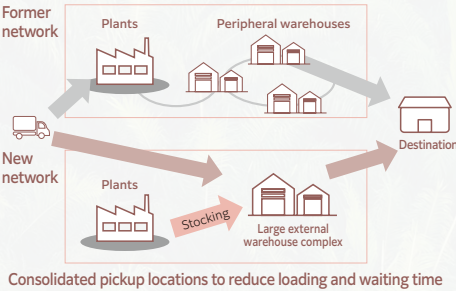 Former
network
Plants
Peripheral warehouses
Destination
New
network
Plants
Stocking
Large external
warehouse complex
Consolidated pickup locations to reduce loading and waiting time